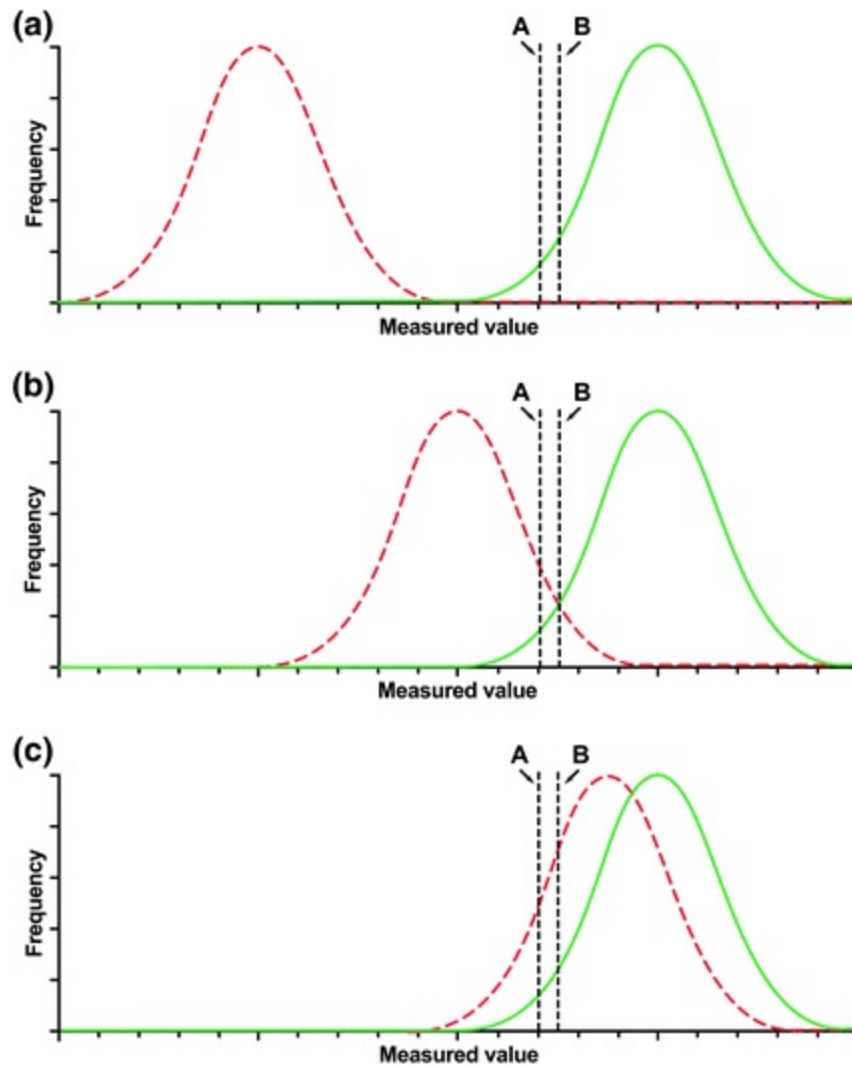 (a)
A B
Frequency
Measured value
(b)
A B
Frequency
Measured value
(c)
A B
Frequency
Measured value